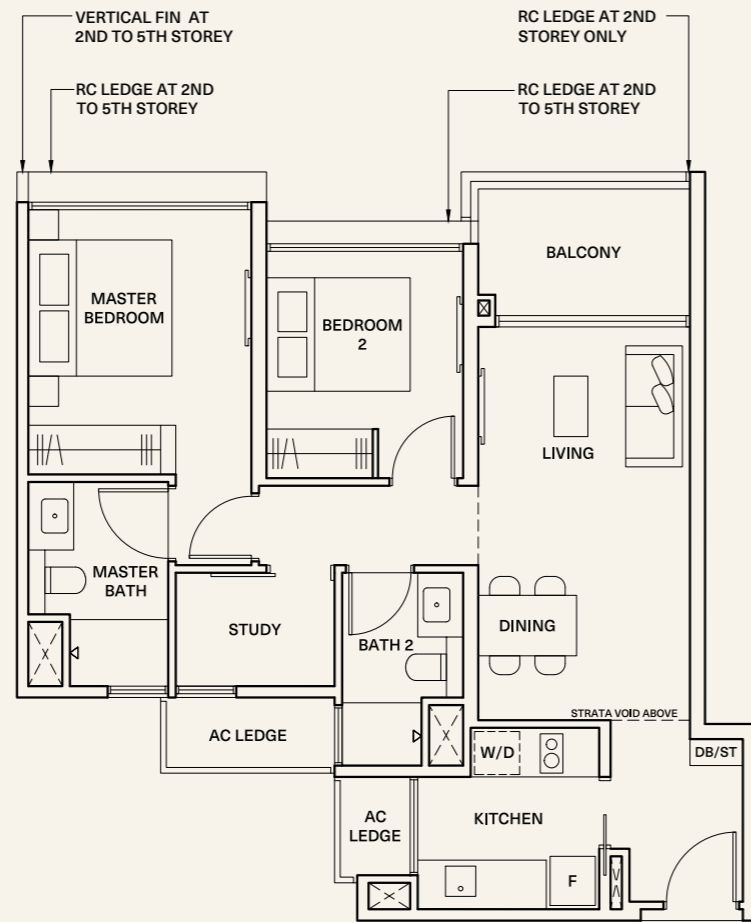 VERTICAL FIN AT
2ND TO 5TH STOREY
RC LEDGE AT 2ND
STOREY ONLY
RC LEDGE AT 2ND
TO 5TH STOREY
RC LEDGE AT 2ND
TO 5TH STOREY
BALCONY
MASTER
BEDROOM
BEDROOM
2
LIVING
MASTER
BATH
STUDY
BATH 2
DINING
STRATA VOID ABOVE
AC LEDGE
W/D
DB/ST
AC
LEDGE
KITCHEN
F